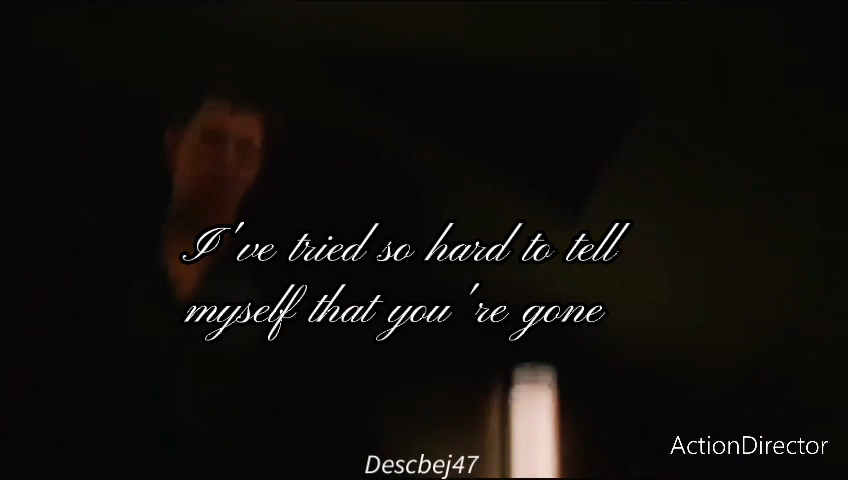 I've tried so hard to tell
myself that you're gone
ActionDirector
Descbej47